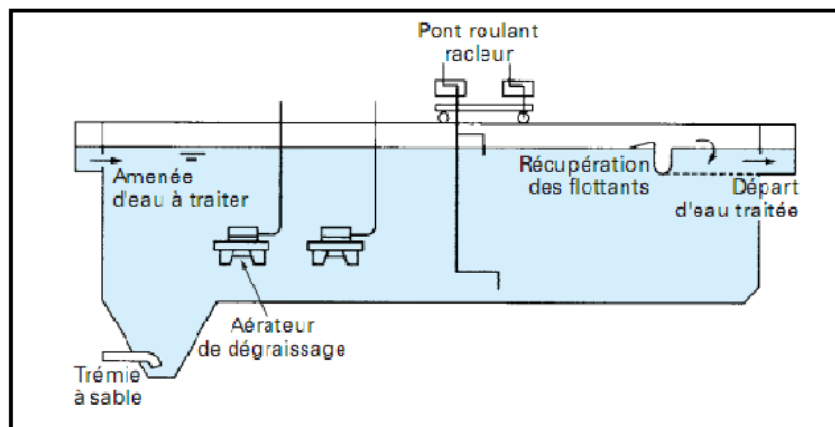 Pont roulant
racleur
Amenée
d'eau à traiter
Récupération
des flottants
Départ
d'eau traitée
Aérateur
de dégraissage
Trémie
à sable